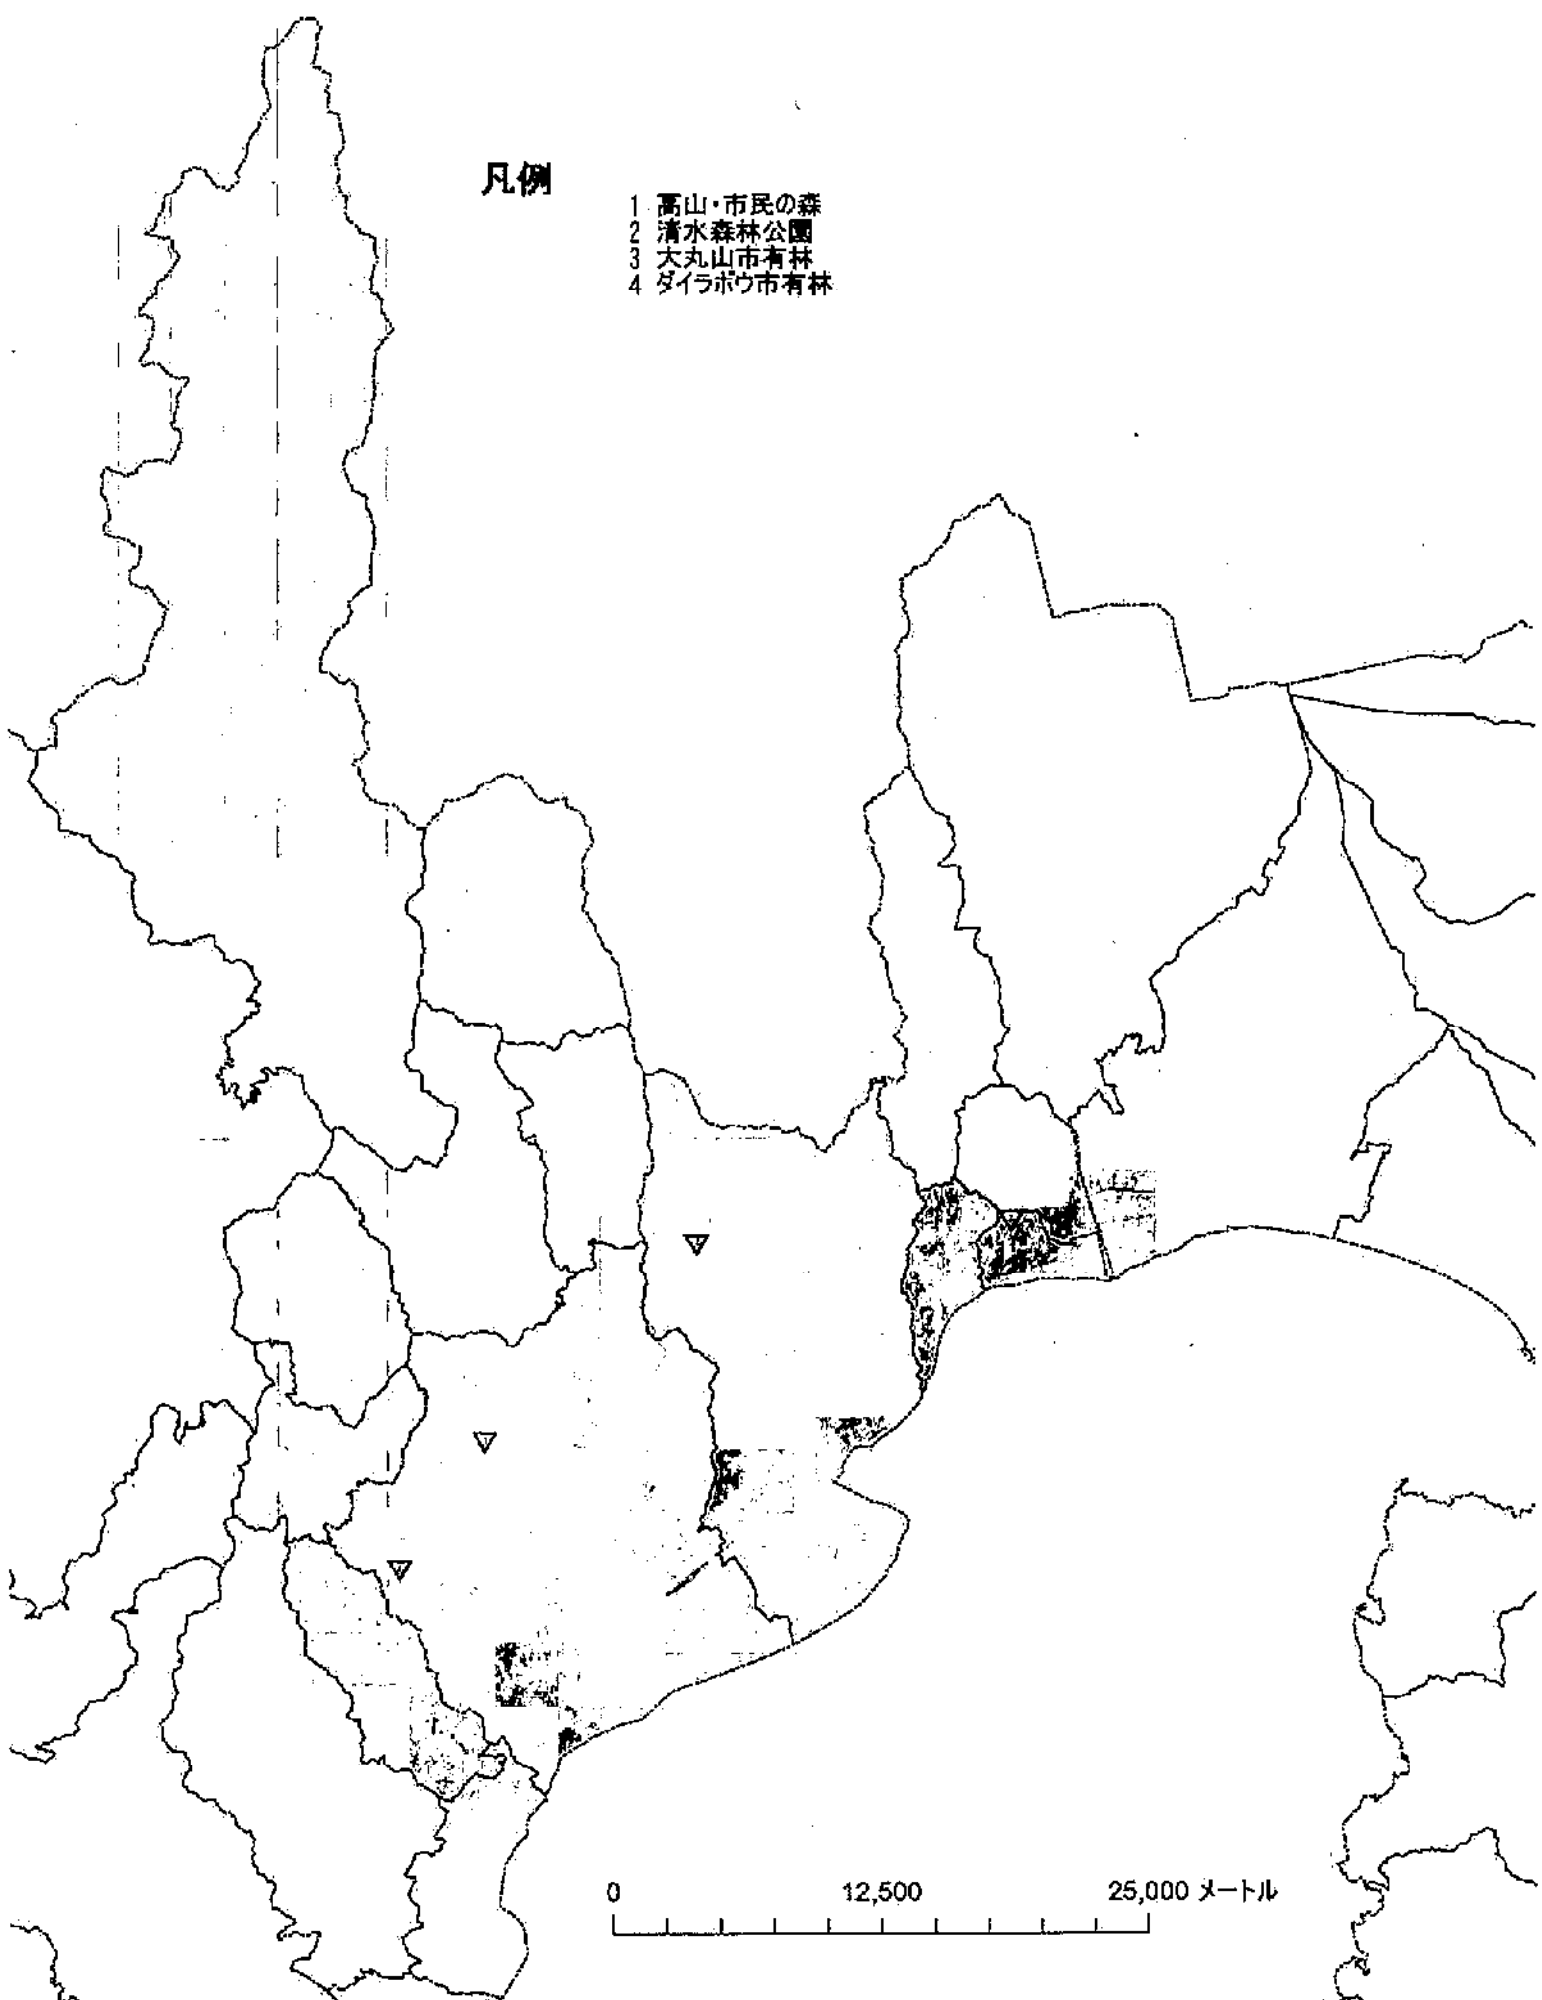 凡例
1 高山・市民の森
2 清水森林公園
3 大丸山市有林
4 ダイラボウ市有林
0 12,500 25,000 メートル